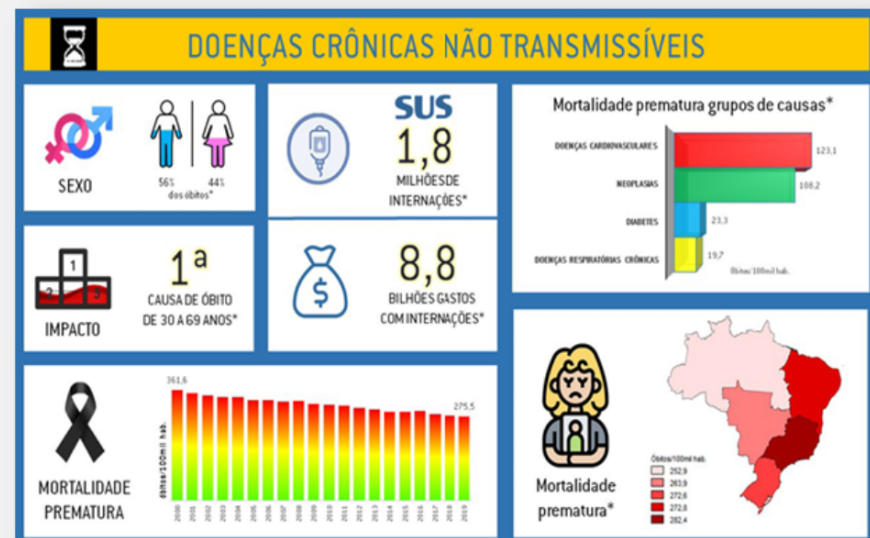 DOENÇAS CRÔNICAS NÃO TRANSMISSÍVEIS
SEXO
56%
44%
dos óbitos*
SUS
1,8
MILHÕES DE
INTERNAÇÕES*
Mortalidade prematura grupos de causas*
DOENÇAS CARDIOVASCULARES
123,1
NEOPLASIAS
108,2
DIABETES
23,3
DOENÇAS RESPIRATÓRIAS CRÔNICAS
19,7
Óbitos/100mil hab.
1
2
3
IMPACTO
1ª
CAUSA DE ÓBITO
DE 30 A 69 ANOS*
$
8,8
BILHÕES GASTOS
COM INTERNAÇÕES*
MORTALIDADE
PREMATURA
óbitos/100mil hab.
361,6
275,5
2000
2001
2002
2003
2004
2005
2006
2007
2008
2009
2010
2011
2012
2013
2014
2015
2016
2017
2018
2019
Mortalidade
prematura*
Óbitos/100mil hab.
252,9
263,9
272,6
272,8
282,4